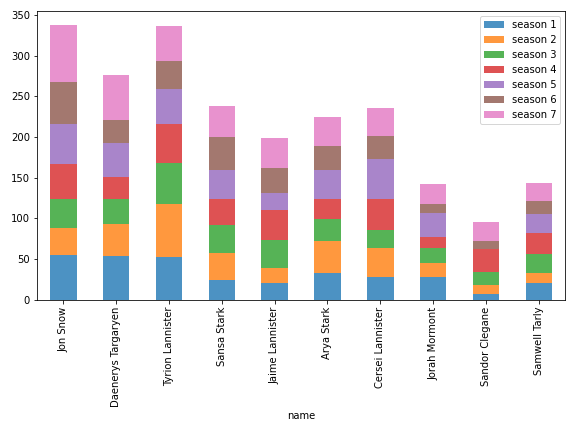 350
300
250
200
150
100
50
0
season 1
season 2
season 3
season 4
season 5
season 6
season 7
Jon Snow
Daenerys Targaryen
Tyrion Lannister
Sansa Stark
Jaime Lannister
Arya Stark
Cersei Lannister
Jorah Mormont
Sandor Clegane
Samwell Tarly
name